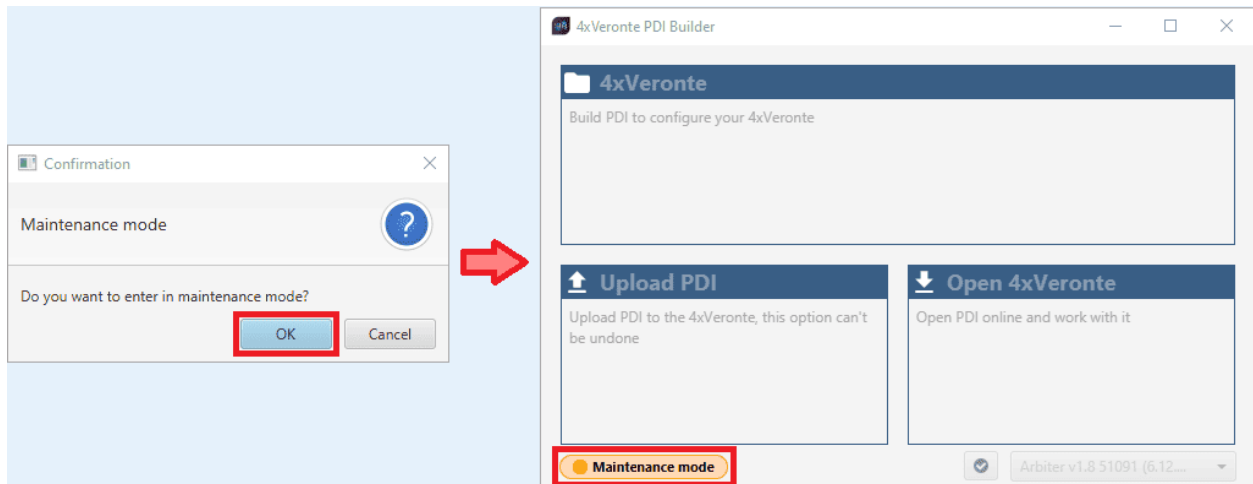 Confirmation
Maintenance mode
Do you want to enter in maintenance mode?
OK
Cancel
4xVeronte PDI Builder
4xVeronte
Build PDI to configure your 4xVeronte
Upload PDI
Upload PDI to the 4xVeronte, this option can't
be undone
Open 4xVeronte
Open PDI online and work with it
Maintenance mode
Arbiter v1.8 51091 (6.12....